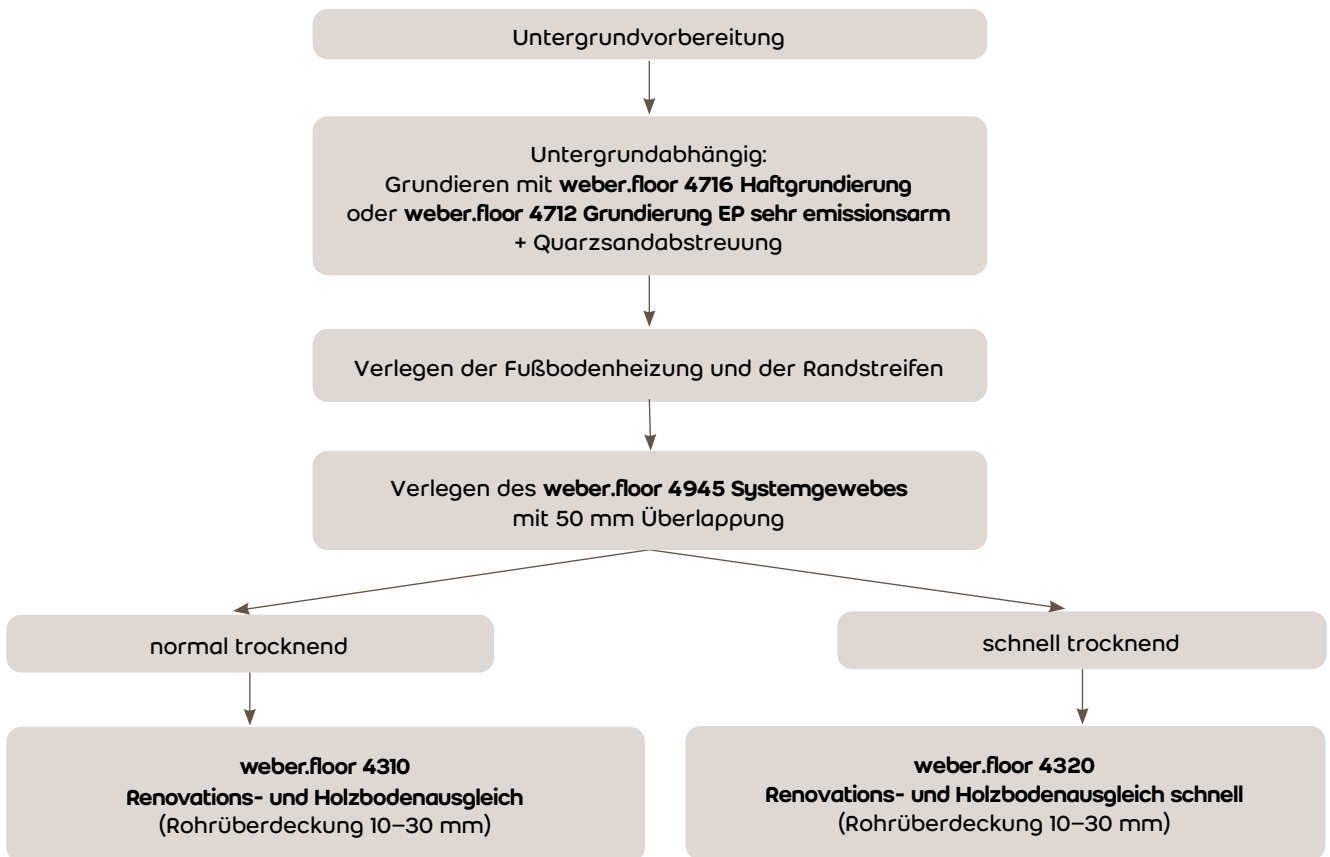 Untergrundvorbereitung
Untergrundabhängig:
Grundieren mit weber.floor 4716 Haftgrundierung
oder weber.floor 4712 Grundierung EP sehr emissionsarm
+ Quarzsandabstreuung
Verlegen der Fußbodenheizung und der Randstreifen
Verlegen des weber.floor 4945 Systemgewebes
mit 50 mm Überlappung
normal trocknend
schnell trocknend
weber.floor 4310
Renovations- und Holzbodenausgleich
(Rohrüberdeckung 10–30 mm)
weber.floor 4320
Renovations- und Holzbodenausgleich schnell
(Rohrüberdeckung 10–30 mm)